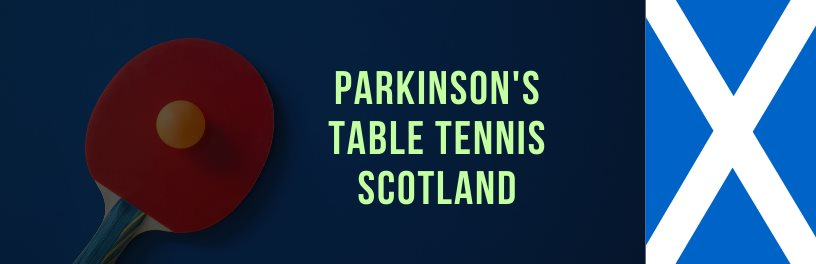 PARKINSON'S
TABLE TENNIS
SCOTLAND